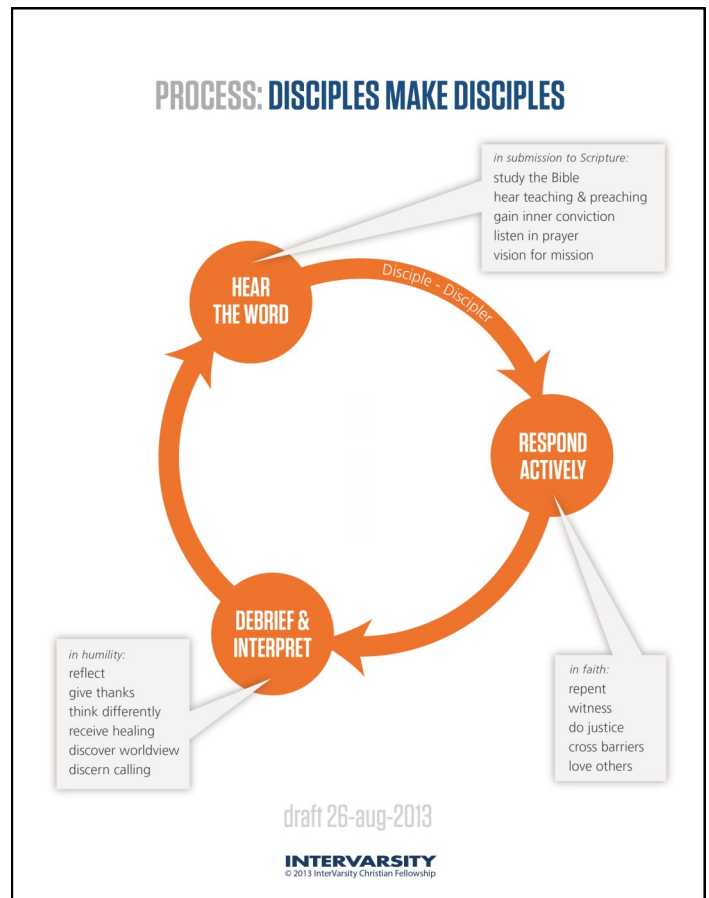 PROCESS: DISCIPLES MAKE DISCIPLES
in submission to Scripture:
study the Bible
hear teaching & preaching
gain inner conviction
listen in prayer
vision for mission
HEAR
THE WORD
Disciple - Discipler
RESPOND
ACTIVELY
in faith:
repent
witness
do justice
cross barriers
love others
DEBRIEF &
INTERPRET
in humility:
reflect
give thanks
think differently
receive healing
discover worldview
discern calling
draft 26-aug-2013
INTERVARSITY
© 2013 InterVarsity Christian Fellowship